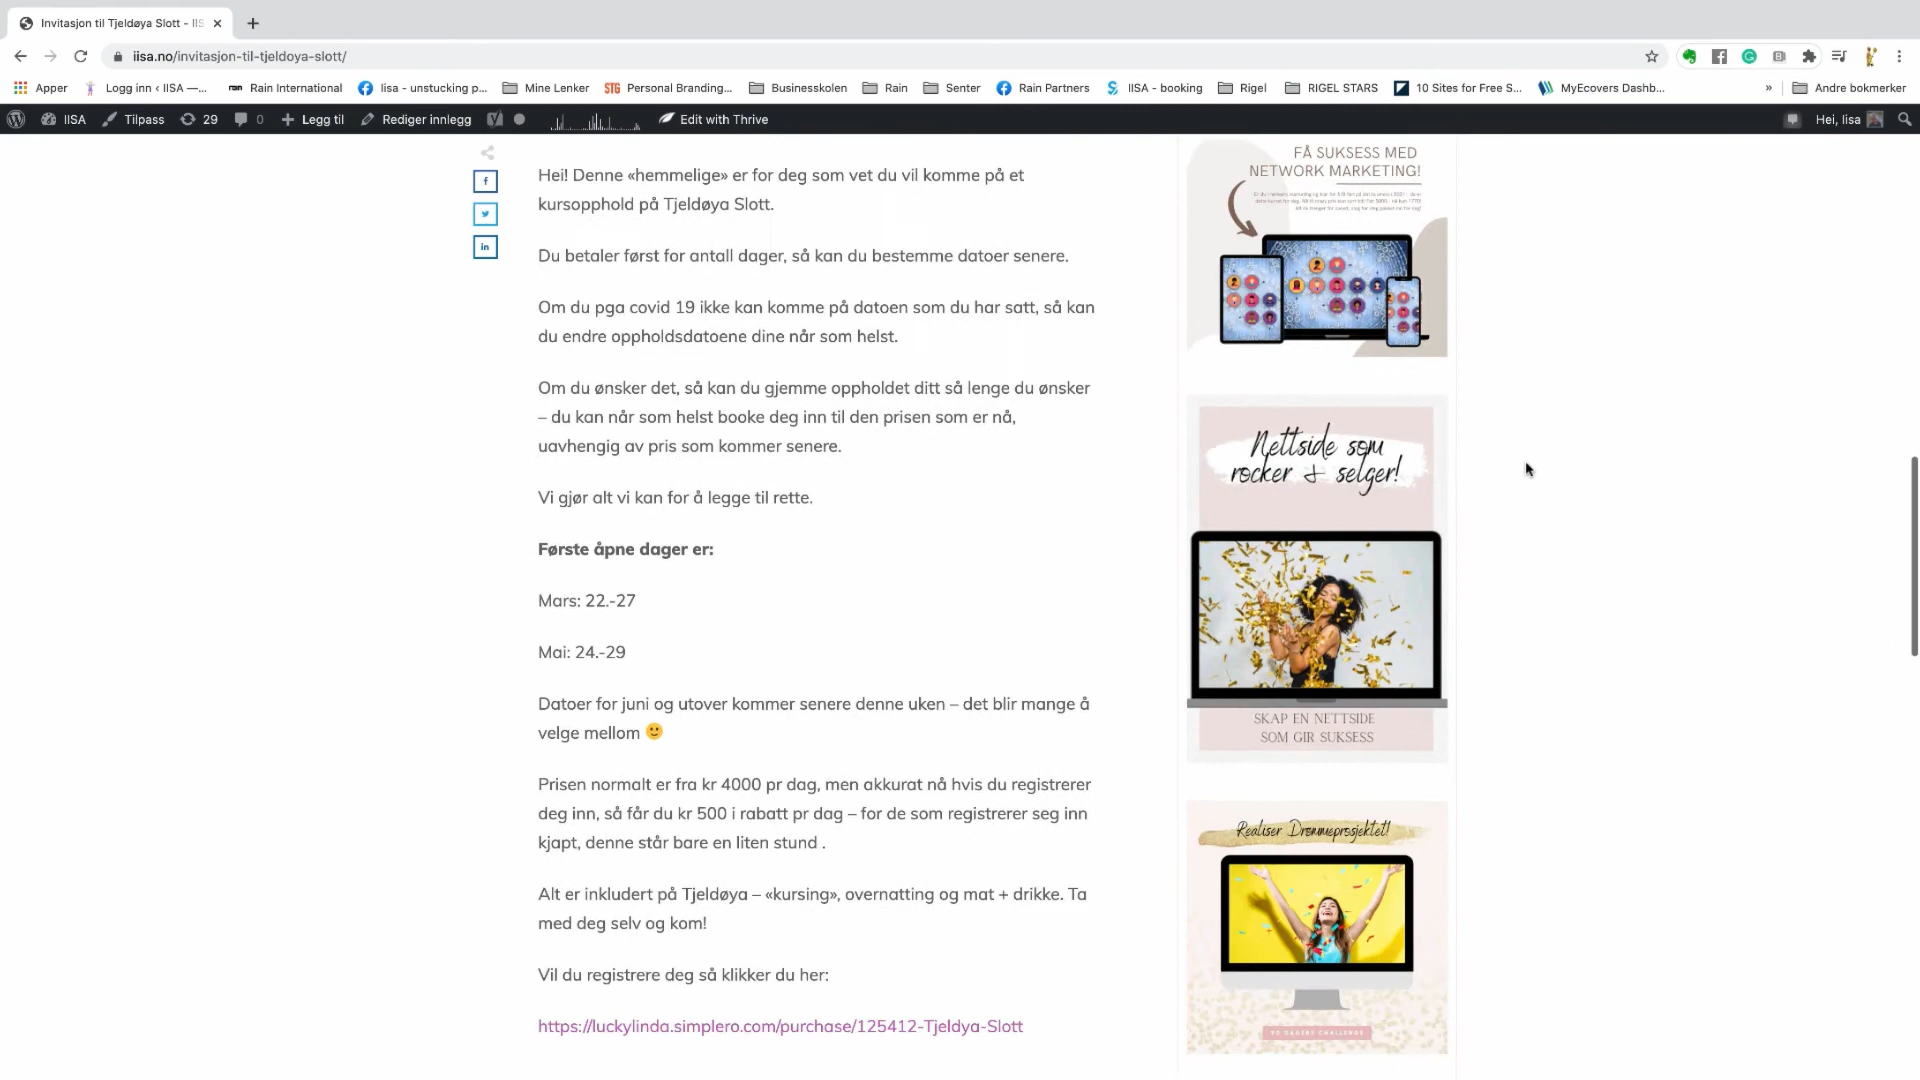 Invitasjon til Tjeldøya Slott - IIS
iisa.no/invitasjon-til-tjeldoya-slott/
Apper
Logg inn ‹ IISA —...
Rain International
Iisa - unstucking p...
Mine Lenker
STG
Personal Branding...
Businesskolen
Rain
Senter
Rain Partners
IISA - booking
Rigel
RIGEL STARS
10 Sites for Free S...
MyEcovers Dashb...
»
Andre bokmerker
IISA
Tilpass
29
0
Legg til
Rediger innlegg
Edit with Thrive
Hei, Iisa
Hei! Denne «hemmelige» er for deg som vet du vil komme på et
kursopphold på Tjeldøya Slott.
Du betaler først for antall dager, så kan du bestemme datoer senere.
Om du pga covid 19 ikke kan komme på datoen som du har satt, så kan
du endre oppholdsdatoene dine når som helst.
Om du ønsker det, så kan du gjemme oppholdet ditt så lenge du ønsker
– du kan når som helst booke deg inn til den prisen som er nå,
uavhengig av pris som kommer senere.
Vi gjør alt vi kan for å legge til rette.
Første åpne dager er:
Mars: 22.-27
Mai: 24.-29
Datoer for juni og utover kommer senere denne uken – det blir mange å
velge mellom 🙂
Prisen normalt er fra kr 4000 pr dag, men akkurat nå hvis du registrerer
deg inn, så får du kr 500 i rabatt pr dag – for de som registrerer seg inn
kjapt, denne står bare en liten stund .
Alt er inkludert på Tjeldøya – «kursing», overnatting og mat + drikke. Ta
med deg selv og kom!
Vil du registrere deg så klikker du her:
https://luckylinda.simplero.com/purchase/125412-Tjeldya-Slott
FÅ SUKSESS MED
NETWORK MARKETING!
Nettside som
rocker + selger!
SKAP EN NETTSIDE
SOM GIR SUKSESS
Realiser Drømmeprosjektet!
90 DAGERS CHALLENGE